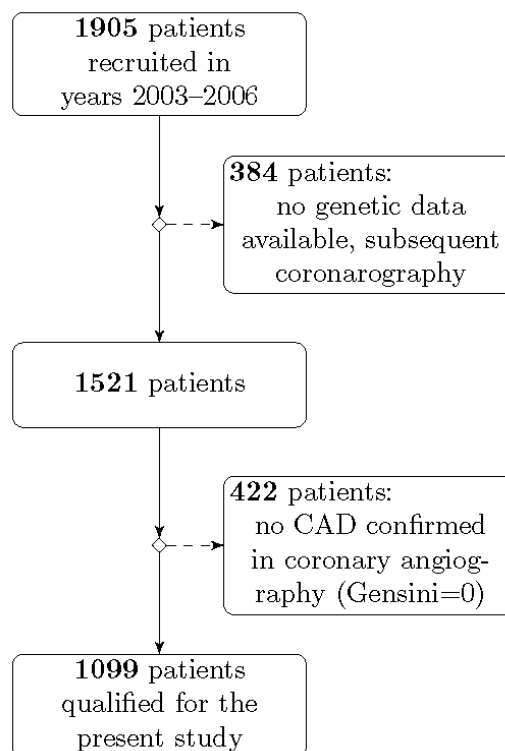 1905 patients
recruited in
years 2003–2006
384 patients:
no genetic data
available, subsequent
coronarography
1521 patients
422 patients:
no CAD confirmed
in coronary angiog-
raphy (Gensini=0)
1099 patients
qualified for the
present study